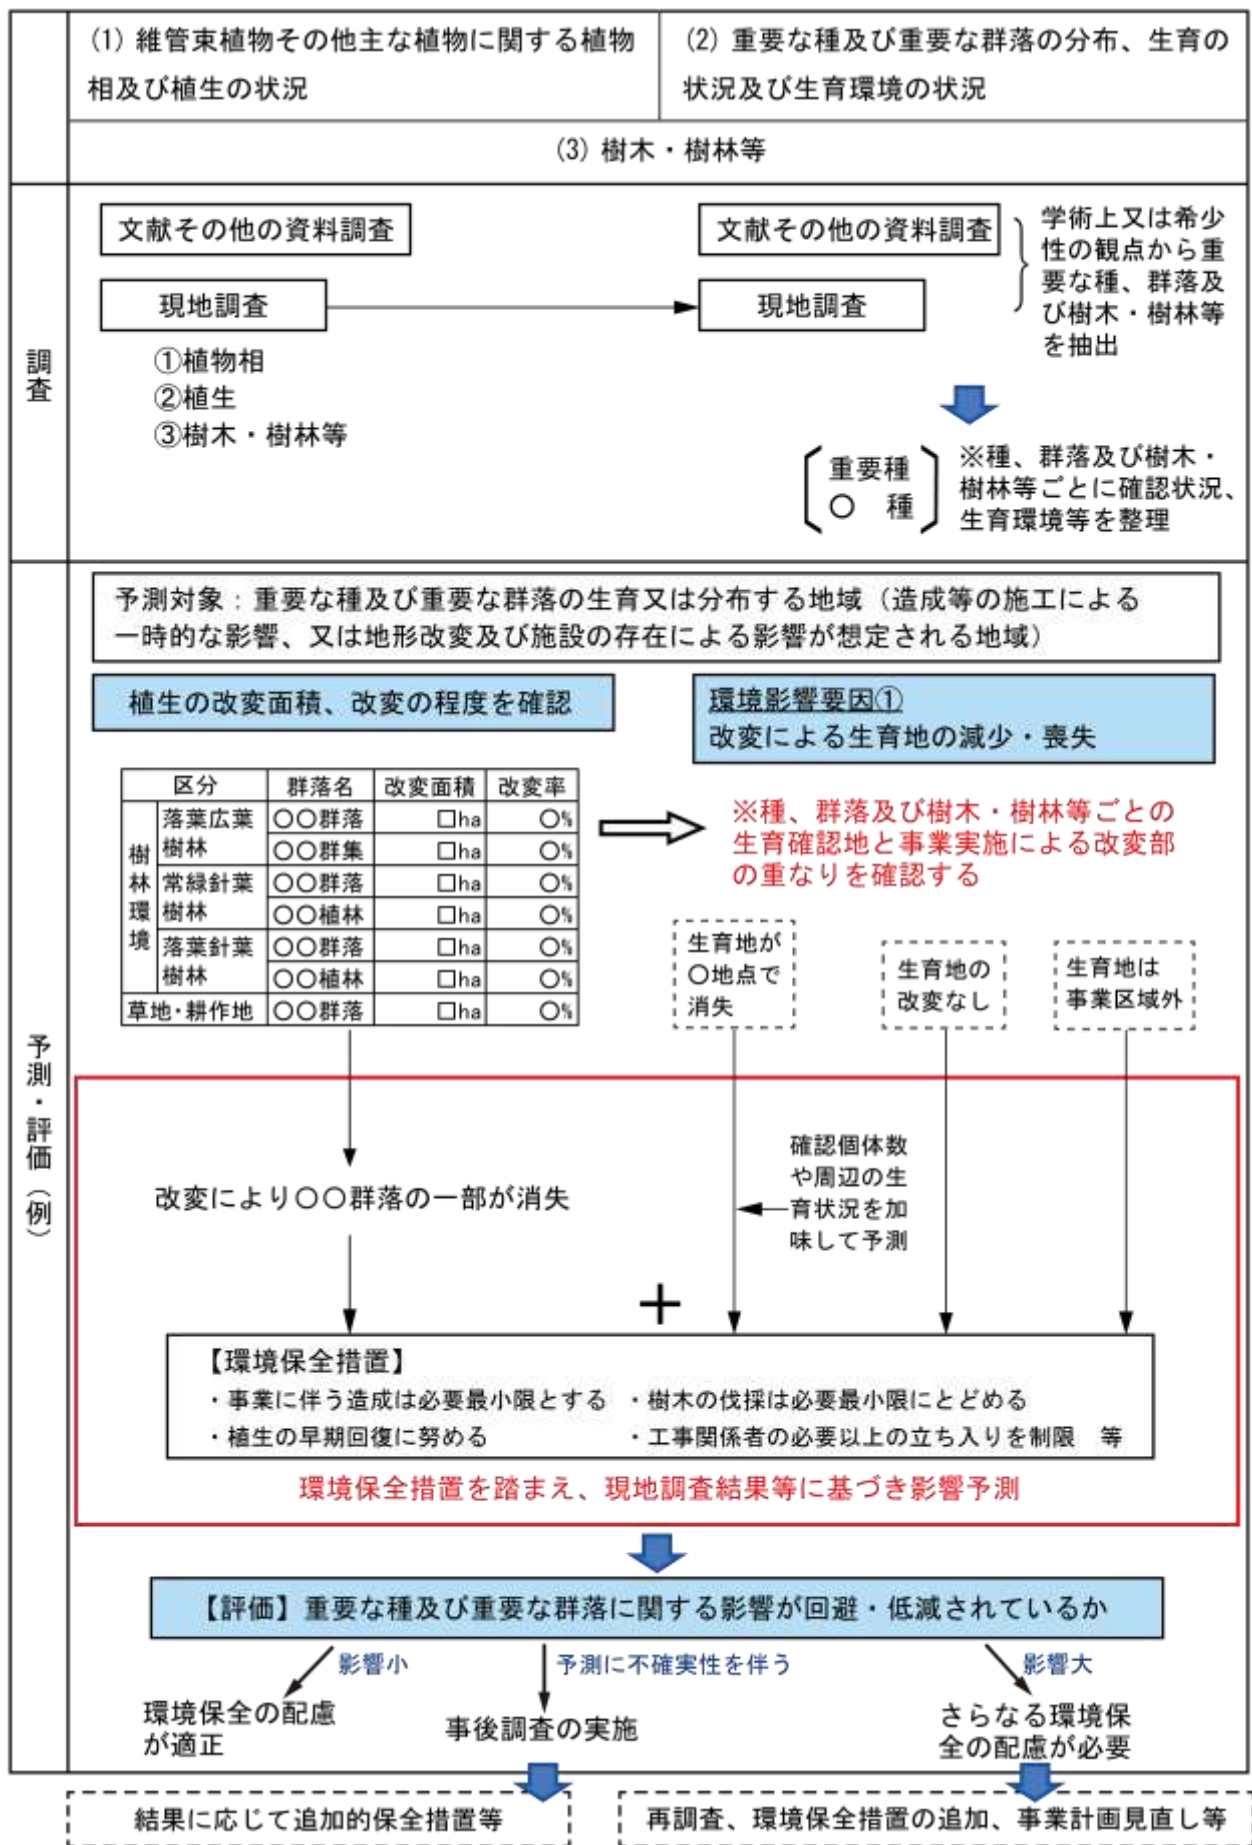 (1) 維管束植物その他主な植物に関する植物
相及び植生の状況
(2) 重要な種及び重要な群落の分布、生育の
状況及び生育環境の状況
(3) 樹木・樹林等
調査
文献その他の資料調査
現地調査
①植物相
②植生
③樹木・樹林等
文献その他の資料調査
現地調査
学術上又は希少
性の観点から重
要な種、群落及
び樹木・樹林等
を抽出
重要種
〇 種
※種、群落及び樹木・
樹林等ごとに確認状況、
生育環境等を整理
予測・評価（例）
予測対象：重要な種及び重要な群落の生育又は分布する地域（造成等の施工による
一時的な影響、又は地形改変及び施設の存在による影響が想定される地域）
植生の改変面積、改変の程度を確認
環境影響要因①
改変による生育地の減少・喪失
区分 群落名 改変面積 改変率
樹林環境
落葉広葉
樹林
〇〇群落 □ha 〇%
〇〇群集 □ha 〇%
常緑針葉
樹林
〇〇群落 □ha 〇%
〇〇植林 □ha 〇%
落葉針葉
樹林
〇〇群落 □ha 〇%
〇〇植林 □ha 〇%
草地・耕作地 〇〇群落 □ha 〇%
※種、群落及び樹木・樹林等ごとの
生育確認地と事業実施による改変部
の重なりを確認する
生育地が
〇地点で
消失
生育地の
改変なし
生育地は
事業区域外
改変により〇〇群落の一部が消失
確認個体数
や周辺の生
育状況を加
味して予測
＋
【環境保全措置】
・事業に伴う造成は必要最小限とする ・樹木の伐採は必要最小限にとどめる
・植生の早期回復に努める ・工事関係者の必要以上の立ち入りを制限 等
環境保全措置を踏まえ、現地調査結果等に基づき影響予測
【評価】重要な種及び重要な群落に関する影響が回避・低減されているか
影響小
予測に不確実性を伴う
影響大
環境保全の配慮
が適正
事後調査の実施
さらなる環境保
全の配慮が必要
結果に応じて追加的保全措置等
再調査、環境保全措置の追加、事業計画見直し等